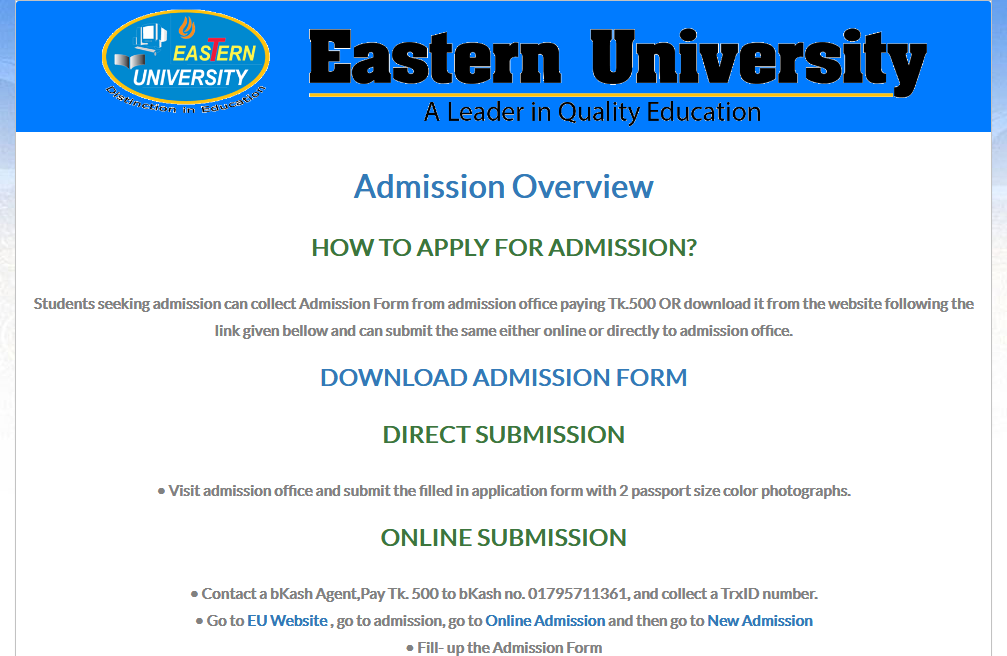 EASTERN
UNIVERSITY
Distinction in Education
Eastern University
A Leader in Quality Education
Admission Overview
HOW TO APPLY FOR ADMISSION?
Students seeking admission can collect Admission Form from admission office paying Tk.500 OR download it from the website following the
link given bellow and can submit the same either online or directly to admission office.
DOWNLOAD ADMISSION FORM
DIRECT SUBMISSION
• Visit admission office and submit the filled in application form with 2 passport size color photographs.
ONLINE SUBMISSION
• Contact a bKash Agent,Pay Tk. 500 to bKash no. 01795711361, and collect a TrxID number.
• Go to EU Website , go to admission, go to Online Admission and then go to New Admission
• Fill- up the Admission Form